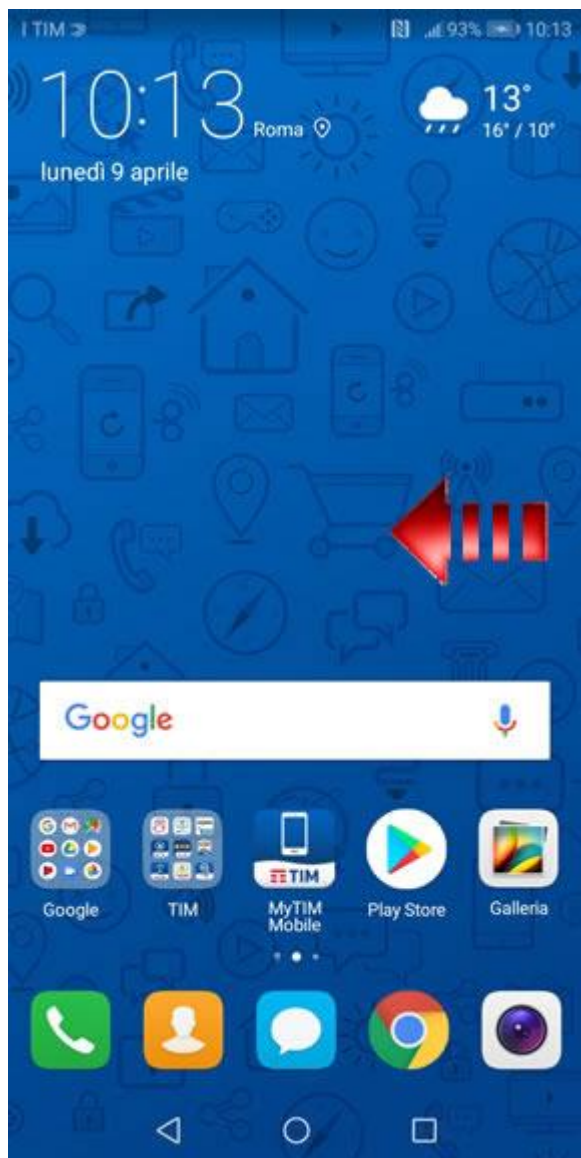 TIM 93% 10:13
10:13 Roma 13°
16° / 10°
lunedì 9 aprile
Google
TIM
Google TIM MyTIM Mobile Play Store Galleria